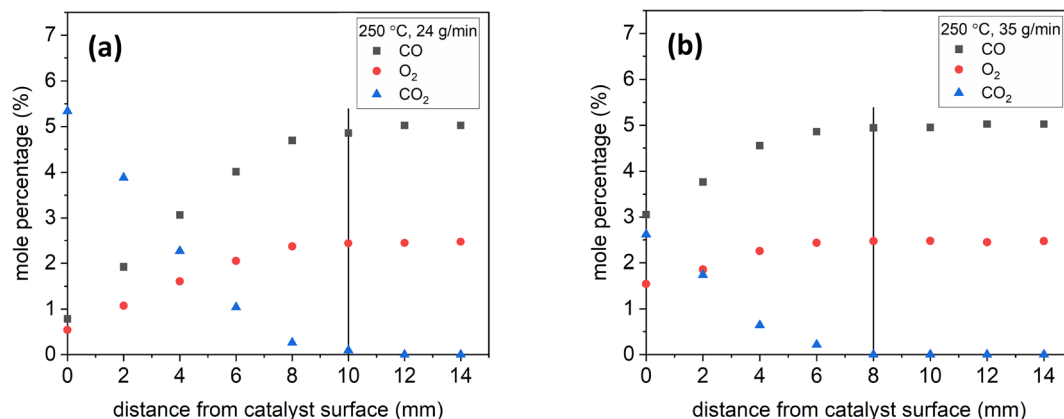 (a)
250 °C, 24 g/min
CO
O₂
CO₂
mole percentage (%)
7
6
5
4
3
2
1
0
0 2 4 6 8 10 12 14
distance from catalyst surface (mm)
(b)
250 °C, 35 g/min
CO
O₂
CO₂
mole percentage (%)
7
6
5
4
3
2
1
0
0 2 4 6 8 10 12 14
distance from catalyst surface (mm)